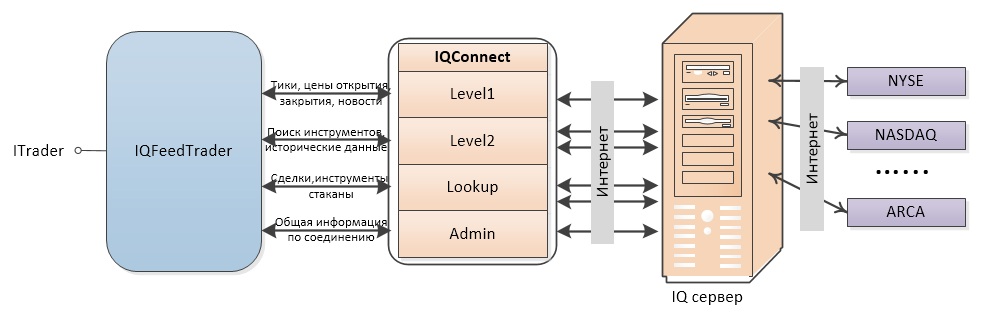 ITrader
IQFeedTrader
Тики, цены открытия,
закрытия, новости
Поиск инструментов,
исторические данные
Сделки,инструменты
стаканы
Общая информация
по соединению
IQConnect
Level1
Level2
Lookup
Admin
Интернет
IQ сервер
Интернет
NYSE
NASDAQ
......
ARCA